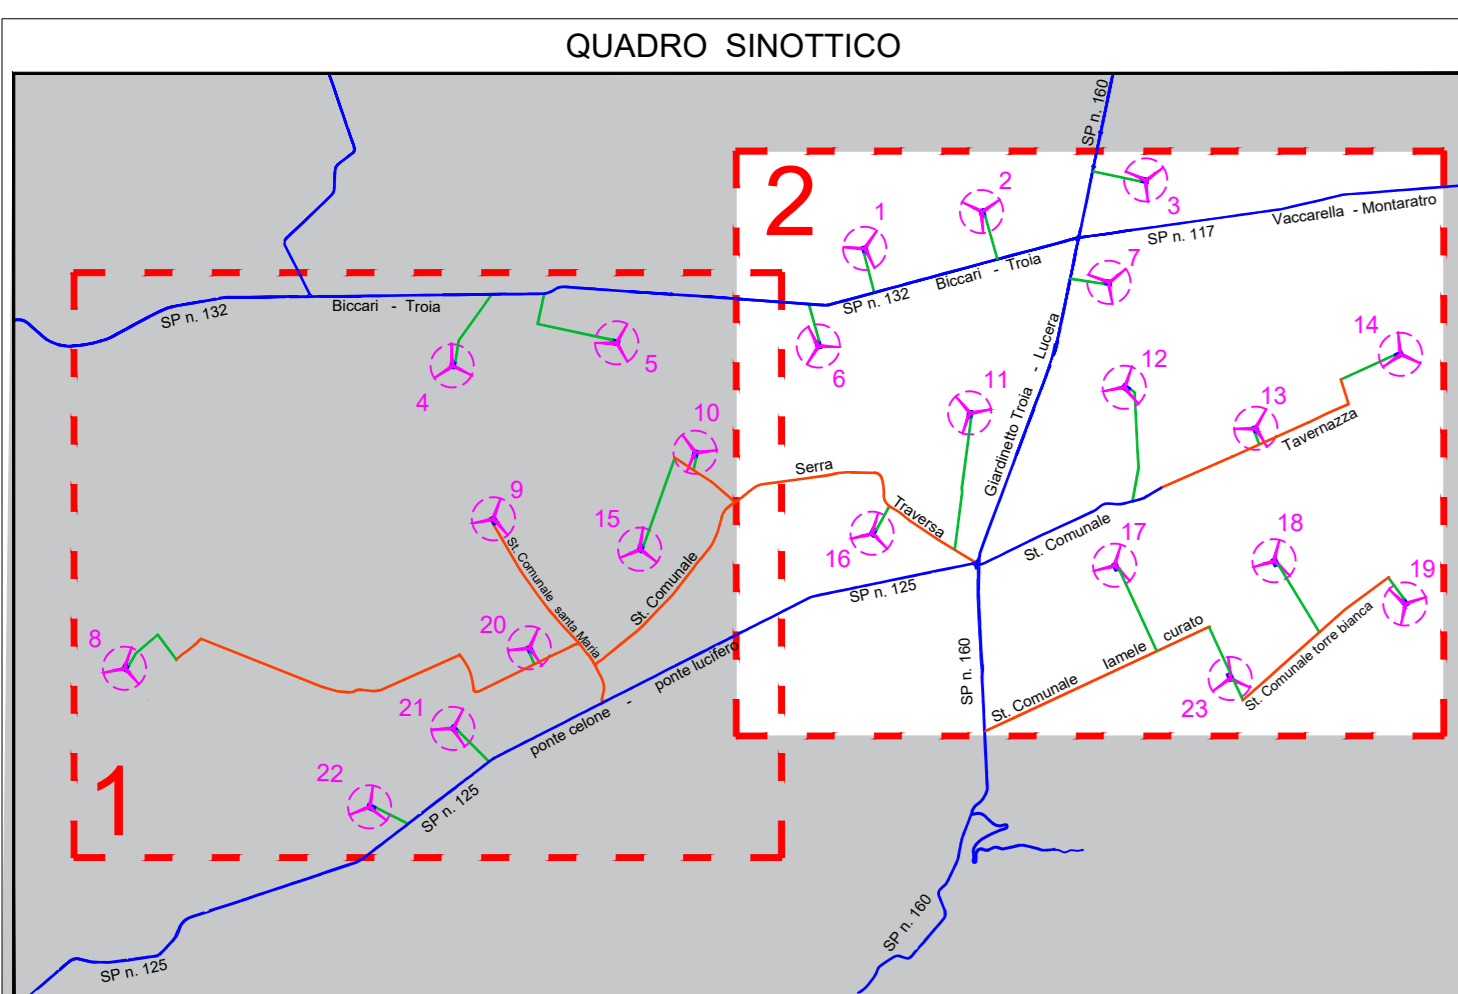 QUADRO SINOTTICO
SP n. 160
2
1
2
3
Vaccarella - Montaratro
SP n. 117
7
Biccari - Troia
SP n. 132
Biccari - Troia
SP n. 132
4
5
6
Giardinetto Troia - Lucera
11
12
13
14
Tavernazza
10
Serra
Traversa
9
15
16
St. Comunale
17
18
19
St. Comunale santa Maria
St. Comunale
SP n. 125
8
20
ponte celone - ponte lucifero
SP n. 160
St. Comunale lamele curato
St. Comunale torre bianca
23
21
22
1
SP n. 125
SP n. 160
SP n. 125